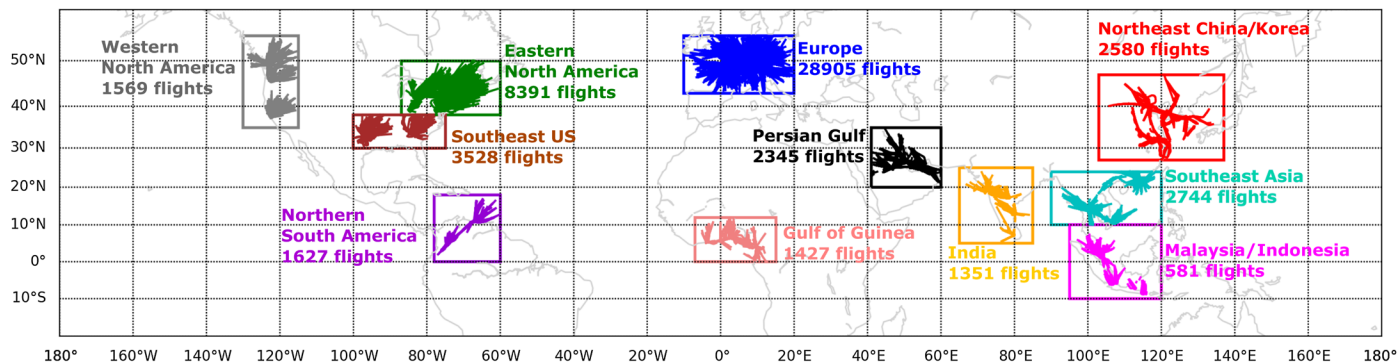 Western
North America
1569 flights
Eastern
North America
8391 flights
Southeast US
3528 flights
Northern
South America
1627 flights
Europe
28905 flights
Persian Gulf
2345 flights
Gulf of Guinea
1427 flights
India
1351 flights
Northeast China/Korea
2580 flights
Southeast Asia
2744 flights
Malaysia/Indonesia
581 flights
50°N
40°N
30°N
20°N
10°N
0°
10°S
180° 160°W 140°W 120°W 100°W 80°W 60°W 40°W 20°W 0° 20°E 40°E 60°E 80°E 100°E 120°E 140°E 160°E 180°